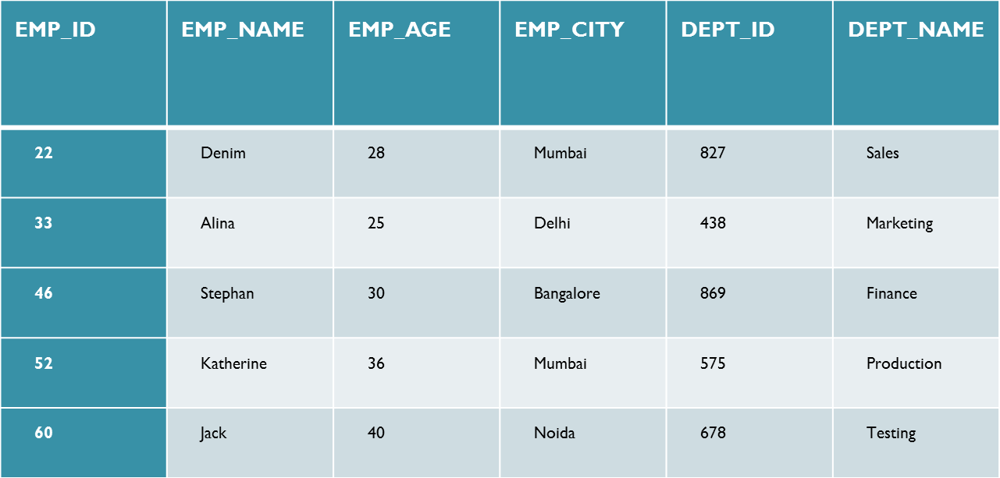 EMP_ID EMP_NAME EMP_AGE EMP_CITY DEPT_ID DEPT_NAME
22 Denim 28 Mumbai 827 Sales
33 Alina 25 Delhi 438 Marketing
46 Stephan 30 Bangalore 869 Finance
52 Katherine 36 Mumbai 575 Production
60 Jack 40 Noida 678 Testing